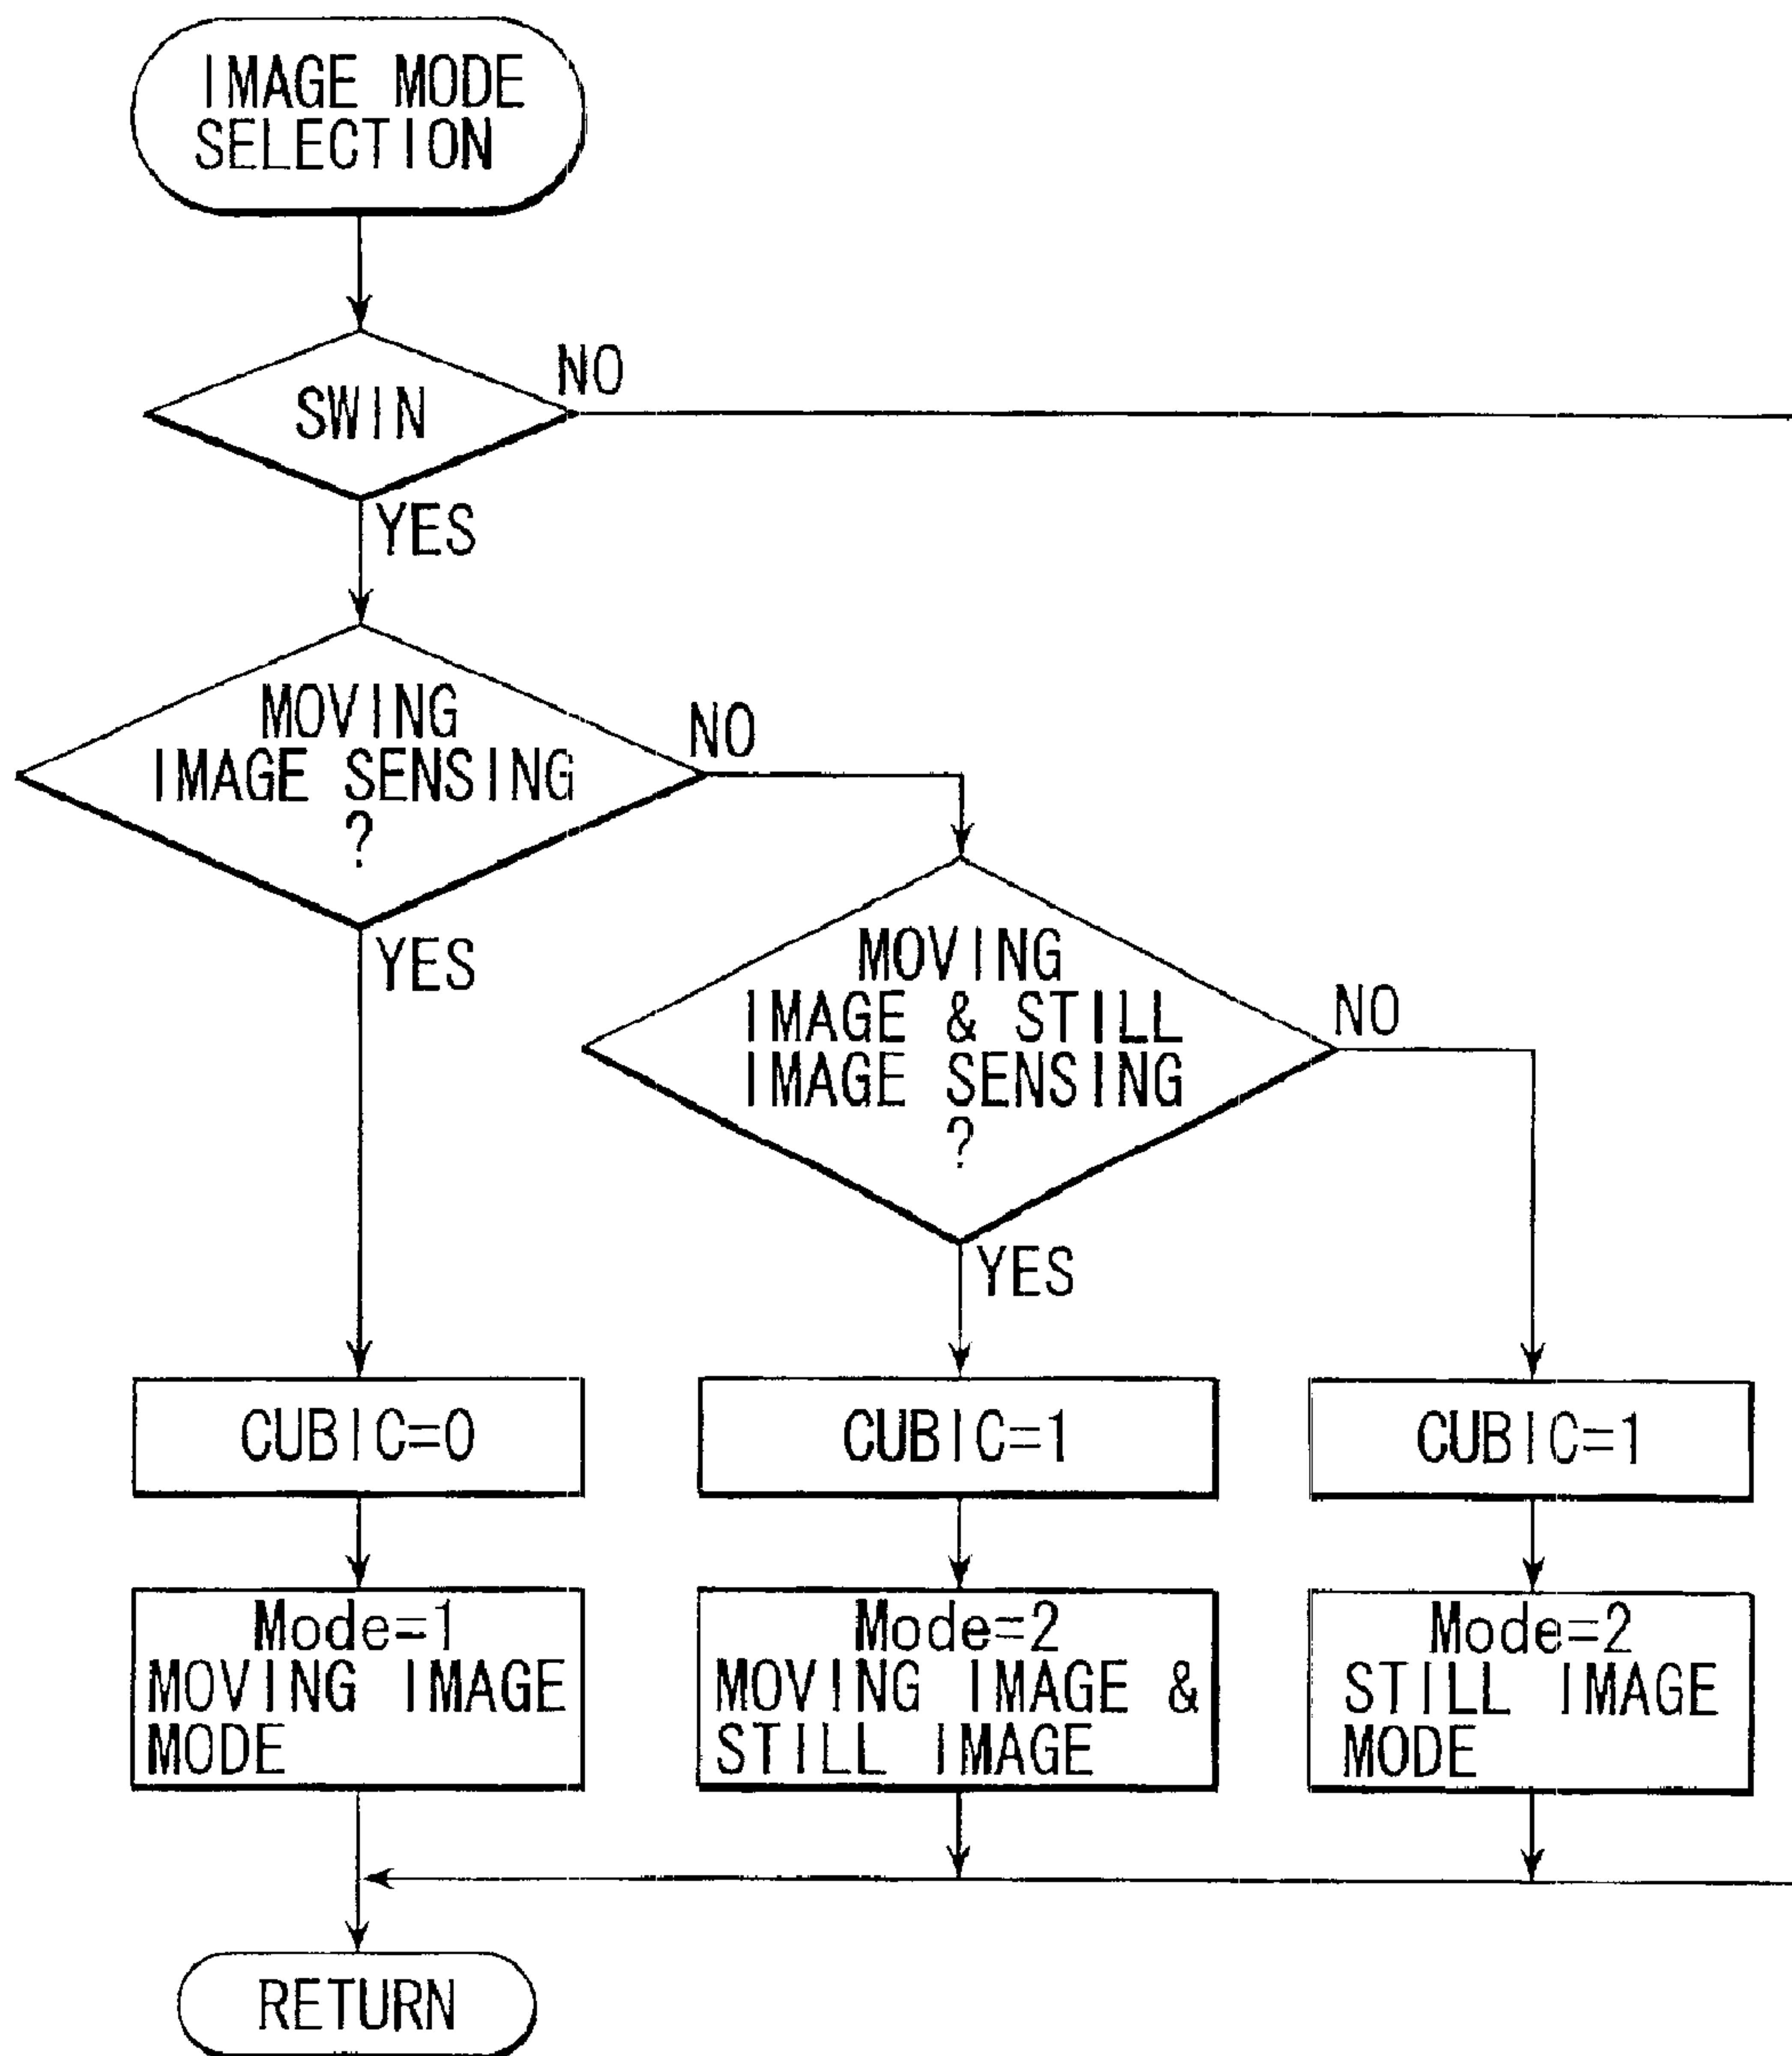 IMAGE MODE
SELECTION
SWIN
NO
YES
MOVING
IMAGE SENSING
?
NO
YES
MOVING
IMAGE & STILL
IMAGE SENSING
?
NO
YES
CUBIC=0
CUBIC=1
CUBIC=1
Mode=1
MOVING IMAGE
MODE
Mode=2
MOVING IMAGE &
STILL IMAGE
Mode=2
STILL IMAGE
MODE
RETURN